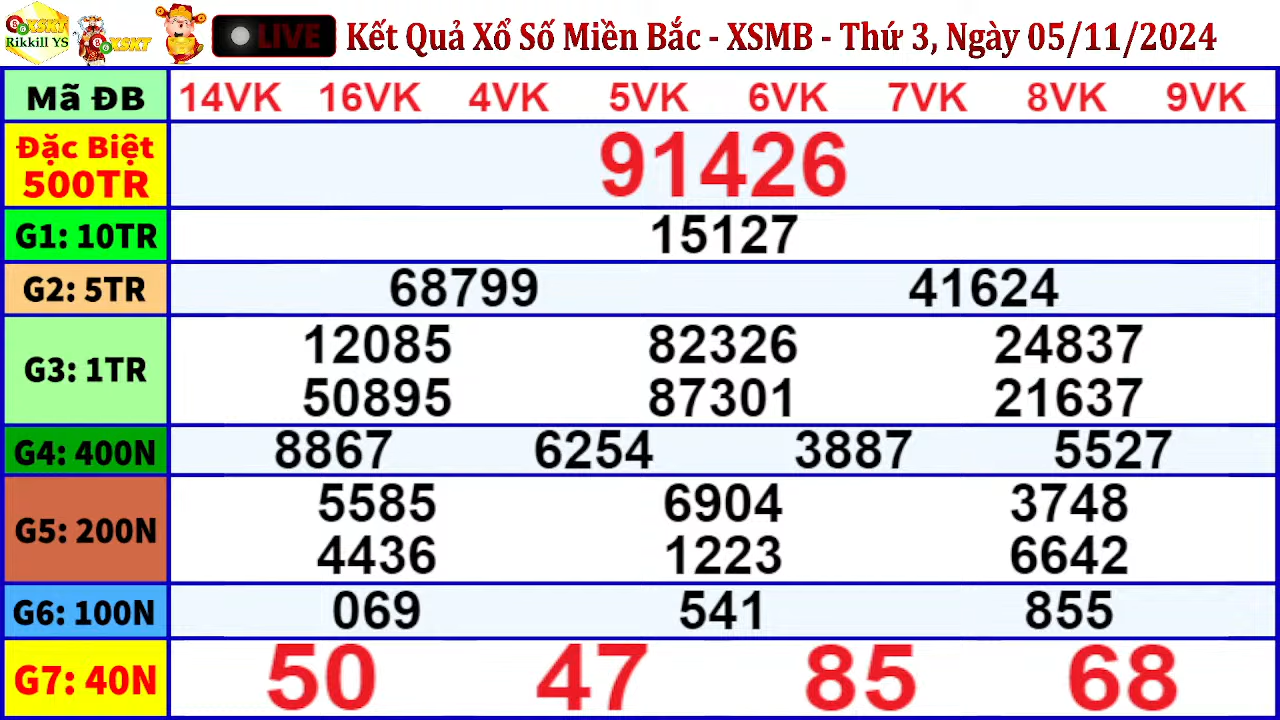 XSKT
Rikkill YS
XSKT
LIVE
Kết Quả Xổ Số Miền Bắc - XSMB - Thứ 3, Ngày 05/11/2024
Mã ĐB 14VK 16VK 4VK 5VK 6VK 7VK 8VK 9VK
Đặc Biệt
500TR
91426
G1: 10TR 15127
G2: 5TR 68799 41624
G3: 1TR
12085 82326 24837
50895 87301 21637
G4: 400N 8867 6254 3887 5527
G5: 200N
5585 6904 3748
4436 1223 6642
G6: 100N 069 541 855
G7: 40N 50 47 85 68